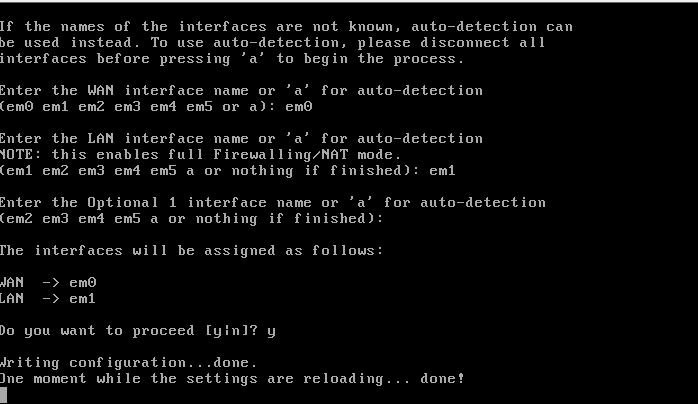 If the names of the interfaces are not known, auto-detection can
be used instead. To use auto-detection, please disconnect all
interfaces before pressing 'a' to begin the process.
Enter the WAN interface name or 'a' for auto-detection
(em0 em1 em2 em3 em4 em5 or a): em0
Enter the LAN interface name or 'a' for auto-detection
NOTE: this enables full Firewalling/NAT mode.
(em1 em2 em3 em4 em5 a or nothing if finished): em1
Enter the Optional 1 interface name or 'a' for auto-detection
(em2 em3 em4 em5 a or nothing if finished):
The interfaces will be assigned as follows:
WAN  -> em0
LAN  -> em1
Do you want to proceed [y|n]? y
Writing configuration...done.
One moment while the settings are reloading... done!